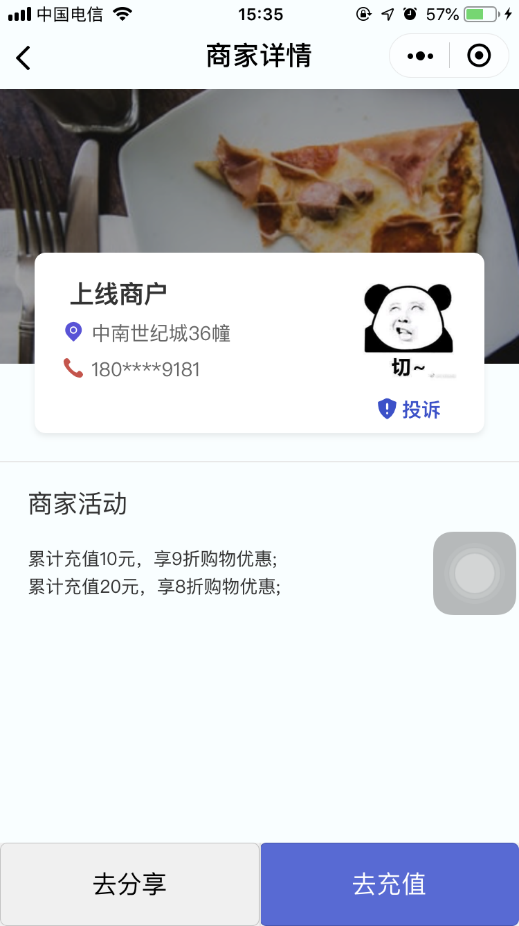 中国电信 15:35 57%
商家详情
上线商户
中南世纪城36幢
180****9181
切~
投诉
商家活动
累计充值10元，享9折购物优惠;
累计充值20元，享8折购物优惠;
去分享 去充值